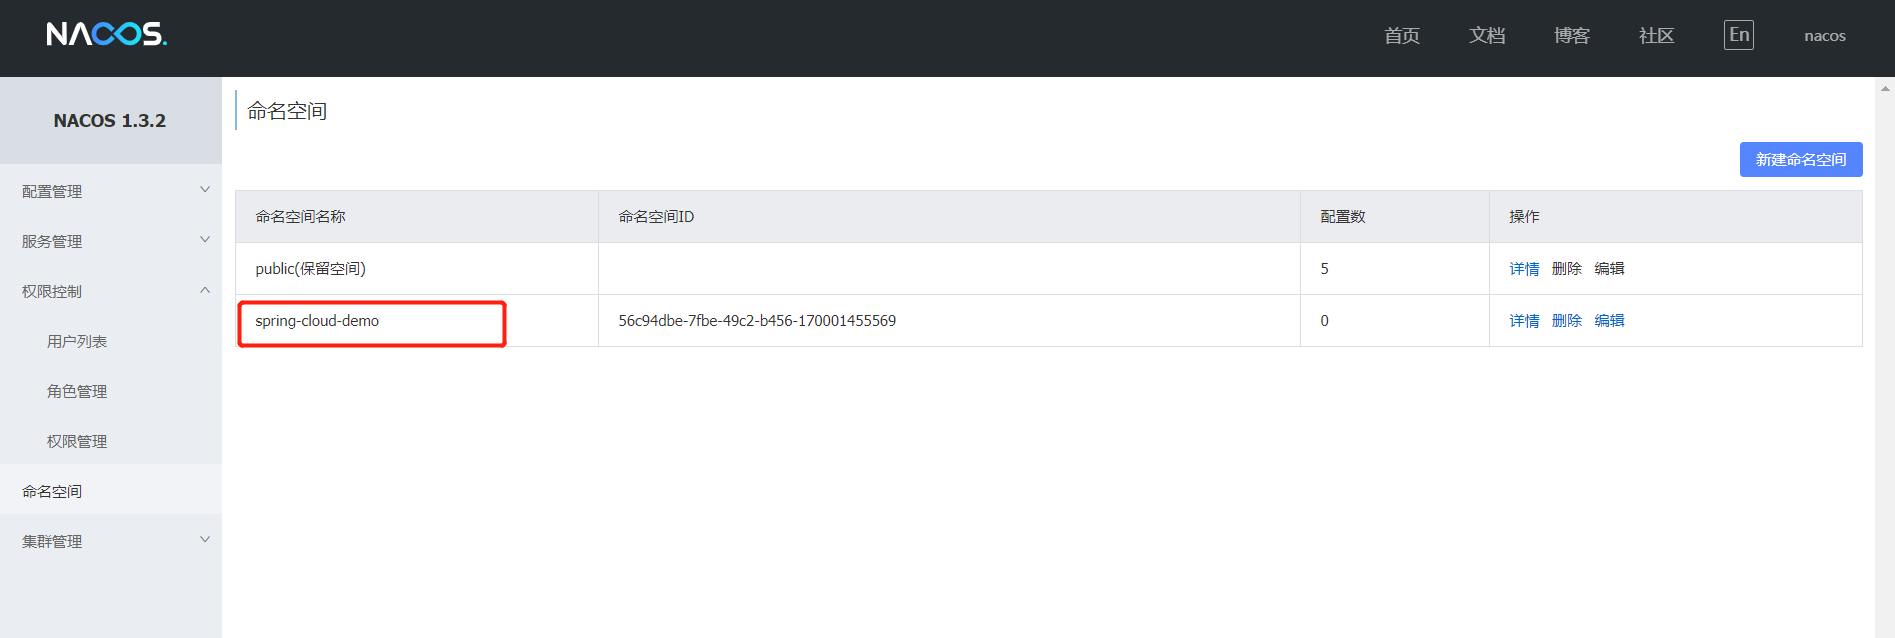 NACOS.
首页 文档 博客 社区 En nacos
NACOS 1.3.2
配置管理
服务管理
权限控制
用户列表
角色管理
权限管理
命名空间
集群管理
命名空间
新建命名空间
命名空间名称 命名空间ID 配置数 操作
public(保留空间) 5 详情 删除 编辑
spring-cloud-demo 56c94dbe-7fbe-49c2-b456-170001455569 0 详情 删除 编辑